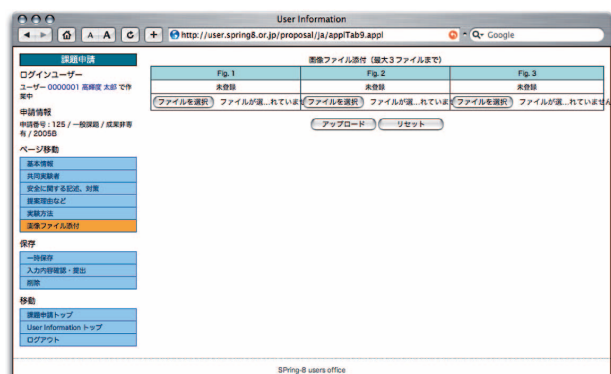 User Information
A A C + http://user.spring8.or.jp/proposal/ja/applTab9.appl Q- Google
課題申請
ログインユーザー
ユーザー 0000001 高輝度 太郎 で作
業中
申請情報
申請番号:125 / 一般課題 / 成果非専
有 / 2005B
ページ移動
基本情報
共同実験者
安全に関する記述、対策
提案理由など
実験方法
画像ファイル添付
保存
一時保存
入力内容確認・提出
削除
移動
課題申請トップ
User Information トップ
ログアウト
画像ファイル添付(最大3ファイルまで)
Fig. 1 Fig. 2 Fig. 3
未登録 未登録 未登録
ファイルを選択 ファイルが選...れていま ファイルを選択 ファイルが選...れていま ファイルを選択 ファイルが選...れていません
アップロード リセット
SPring-8 users office